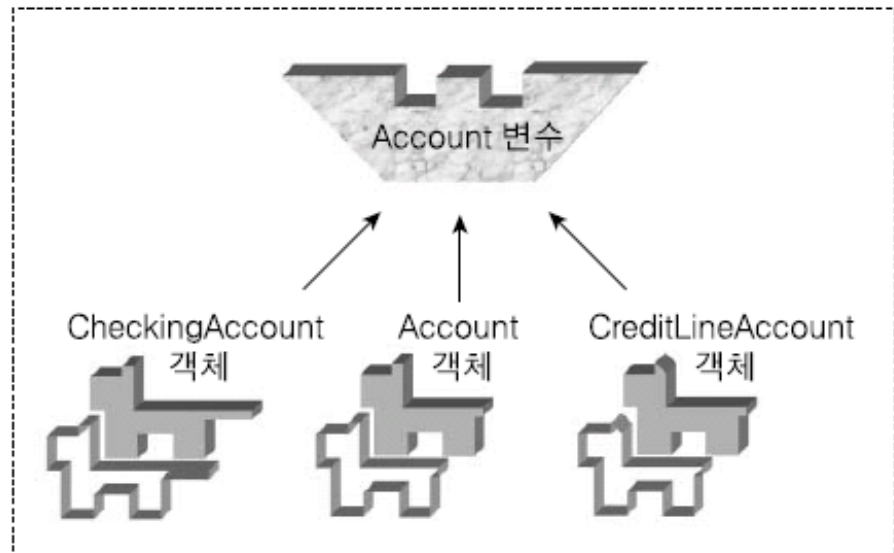 Account 변수
CheckingAccount
객체
Account
객체
CreditLineAccount
객체